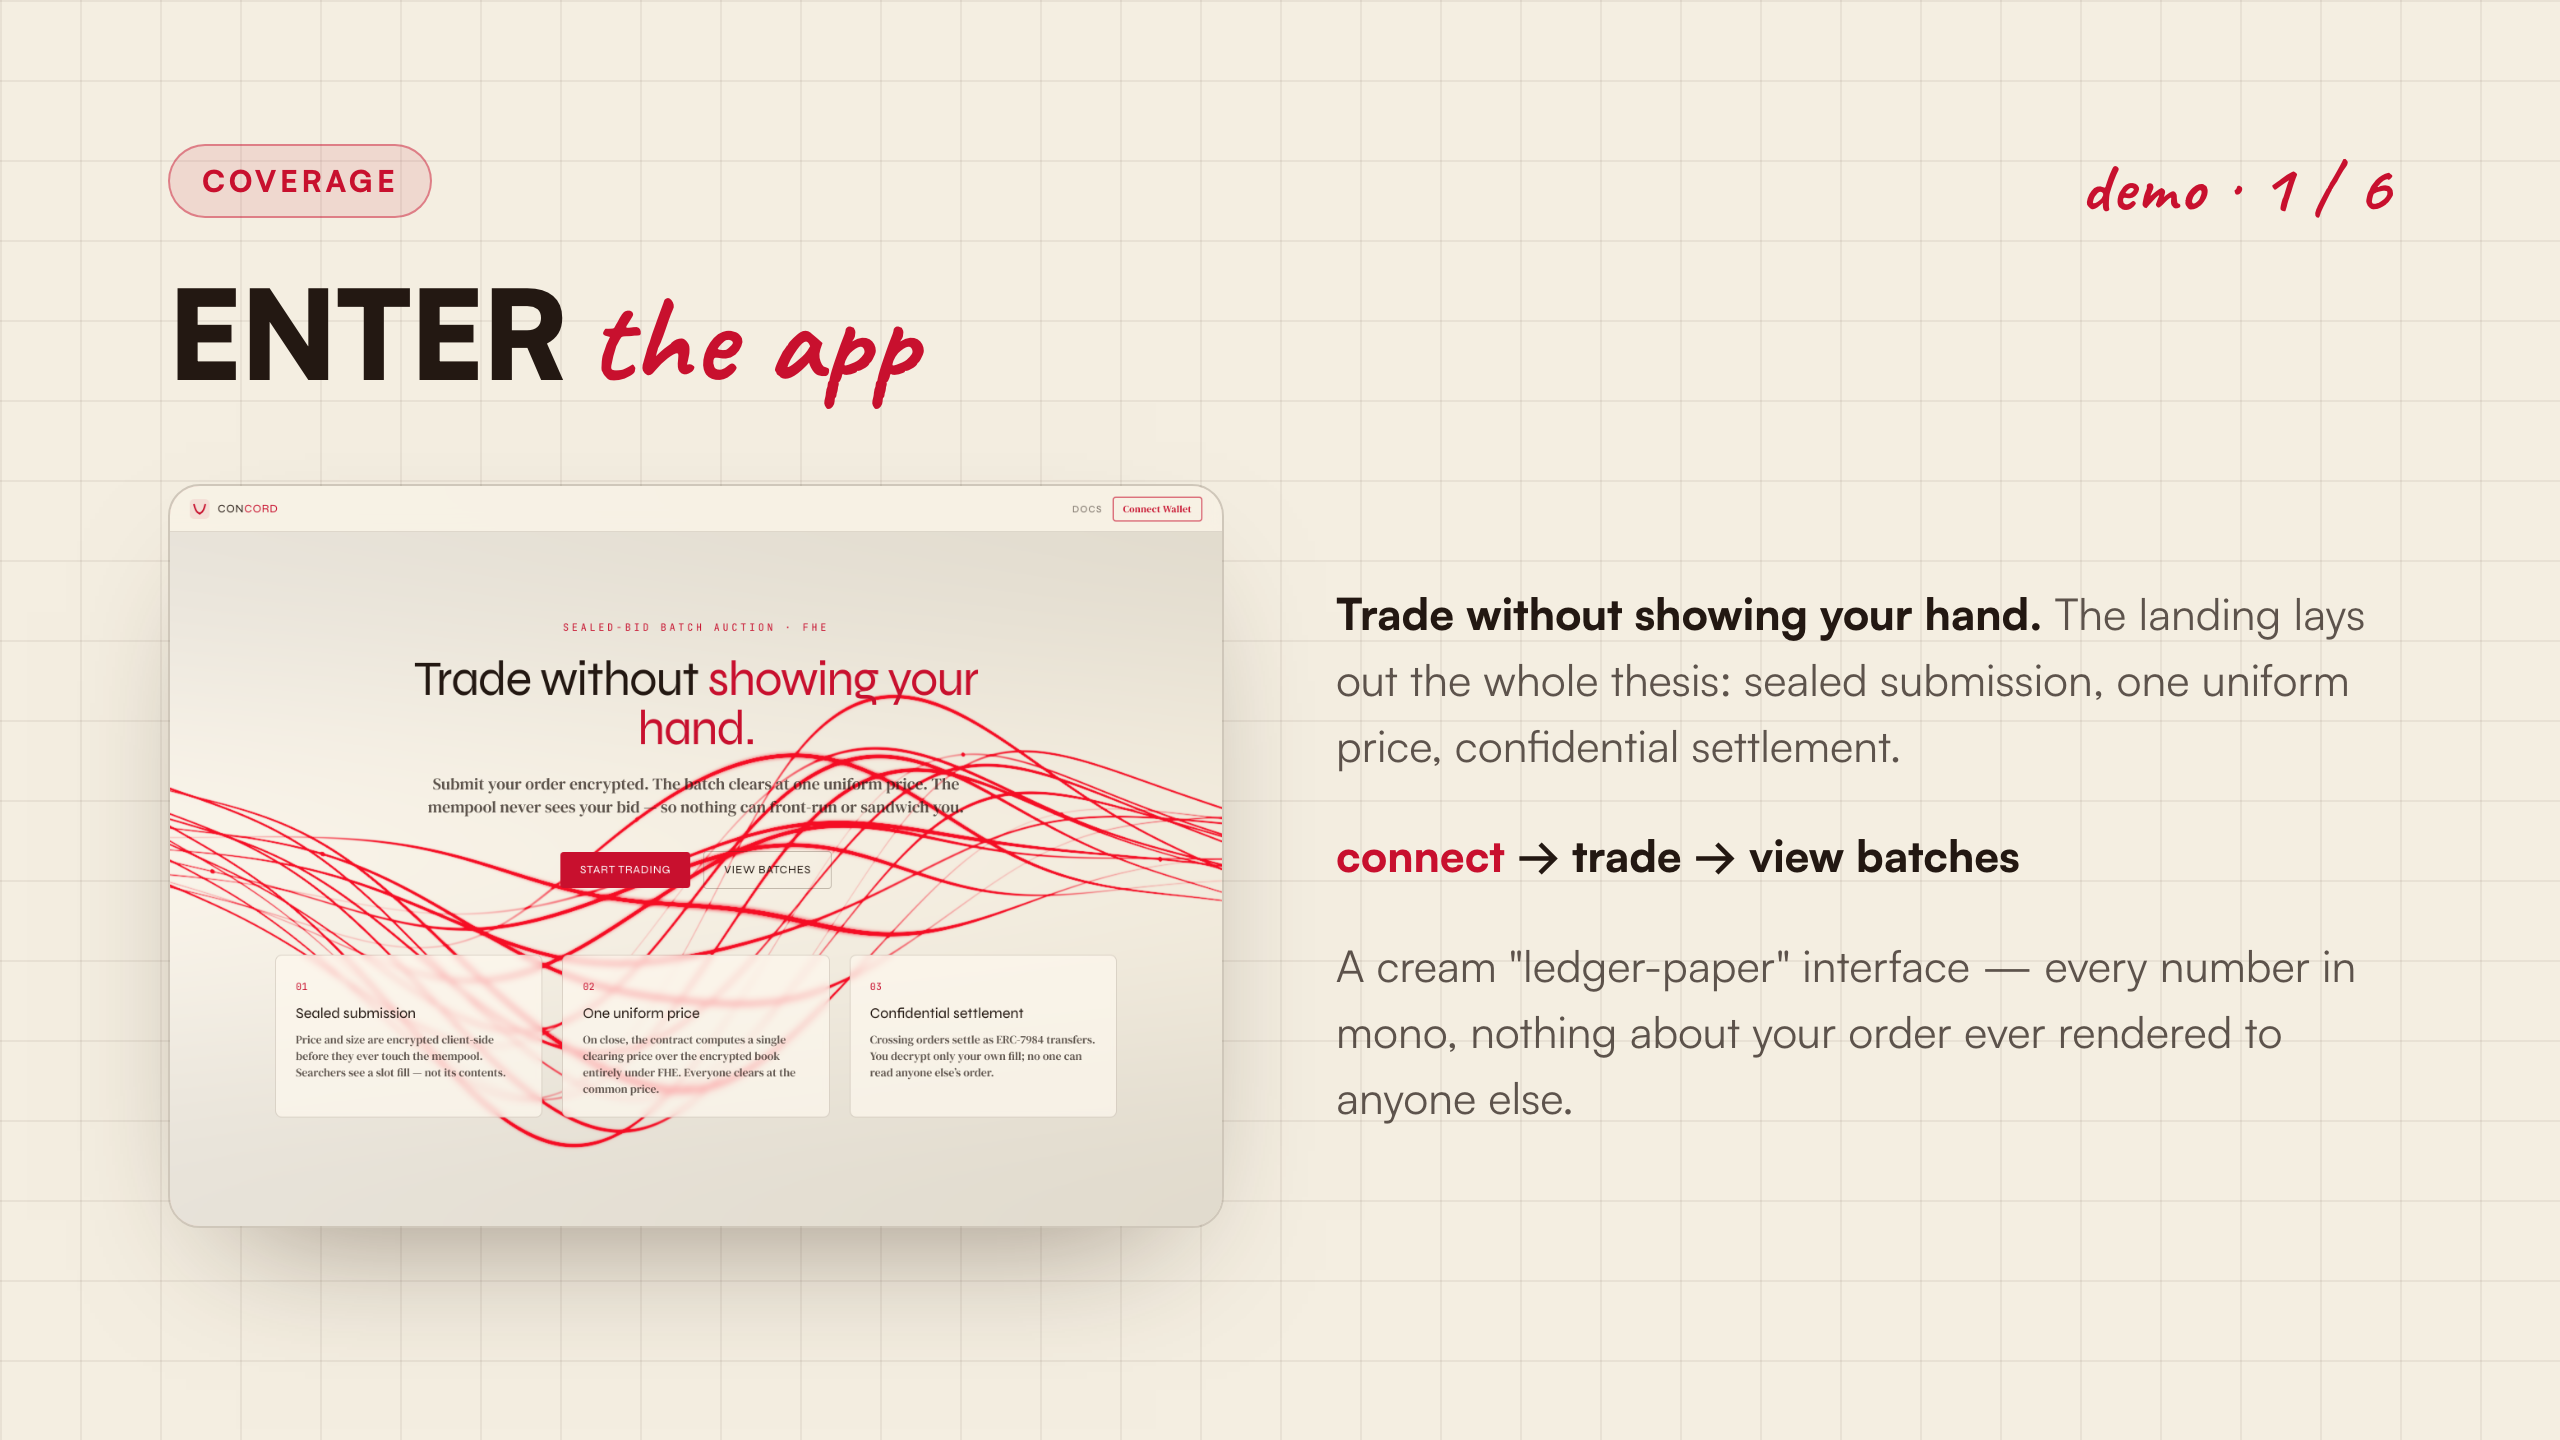 COVERAGE
demo · 1 / 6
ENTER the app
CONCORD
DOCS
Connect Wallet
SEALED-BID BATCH AUCTION · FHE
Trade without showing your
hand.
Submit your order encrypted. The batch clears at one uniform price. The
mempool never sees your bid — so nothing can front-run or sandwich you.
START TRADING
VIEW BATCHES
01
Sealed submission
Price and size are encrypted client-side
before they ever touch the mempool.
Searchers see a slot fill — not its contents.
02
One uniform price
On close, the contract computes a single
clearing price over the encrypted book
entirely under FHE. Everyone clears at the
common price.
03
Confidential settlement
Crossing orders settle as ERC-7984 transfers.
You decrypt only your own fill; no one can
read anyone else's order.
Trade without showing your hand. The landing lays
out the whole thesis: sealed submission, one uniform
price, confidential settlement.
connect → trade → view batches
A cream "ledger-paper" interface — every number in
mono, nothing about your order ever rendered to
anyone else.